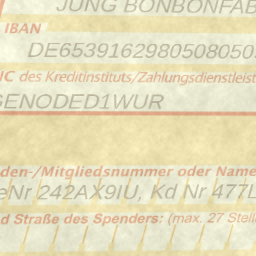 JUNG BONBONFAB
IBAN
DE6539162980508050
IC des Kreditinstituts/Zahlungsdienstleist
GENODED1WUR
den-/Mitgliedsnummer oder Name
eNr 242AX9IU, Kd Nr 477L
d Straße des Spenders: (max. 27 Stell